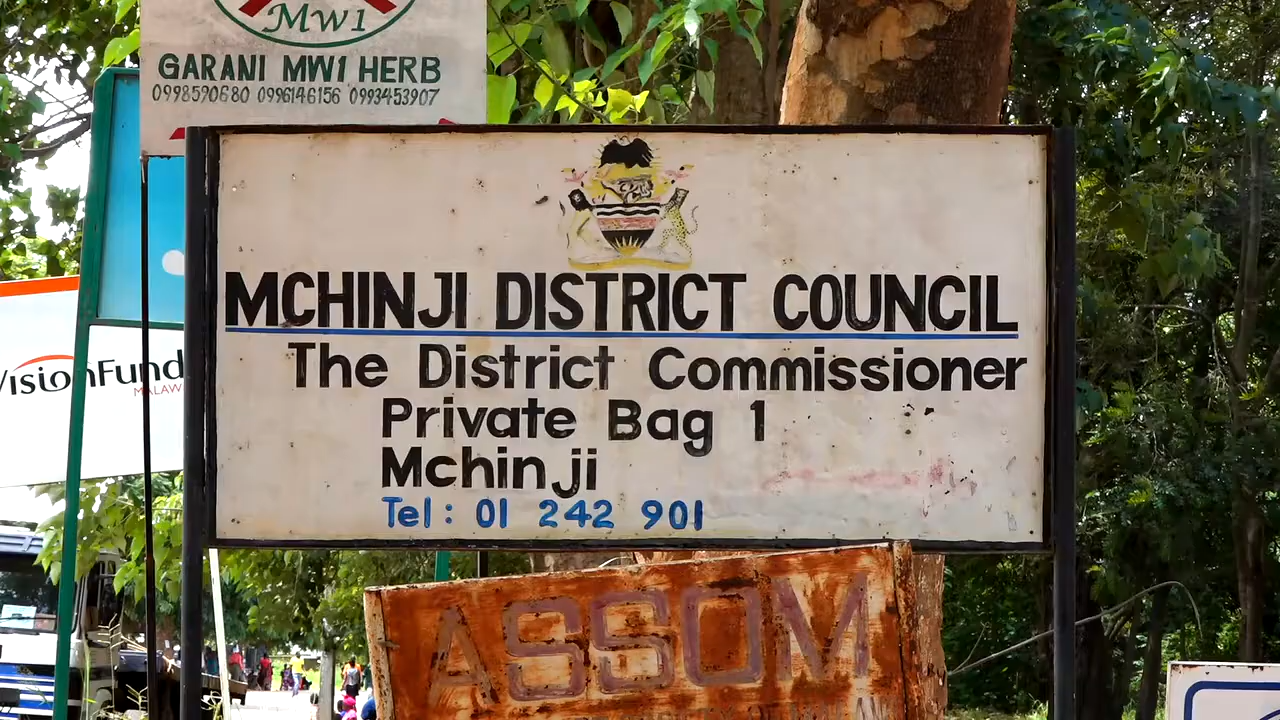 MW1
GARANI MW1 HERB
0998590680 0996146156 0993453907
MCHINJI DISTRICT COUNCIL
The District Commissioner
Private Bag 1
Mchinji
Tel: 01 242 901
VisionFund
MALAWI
ASSOM